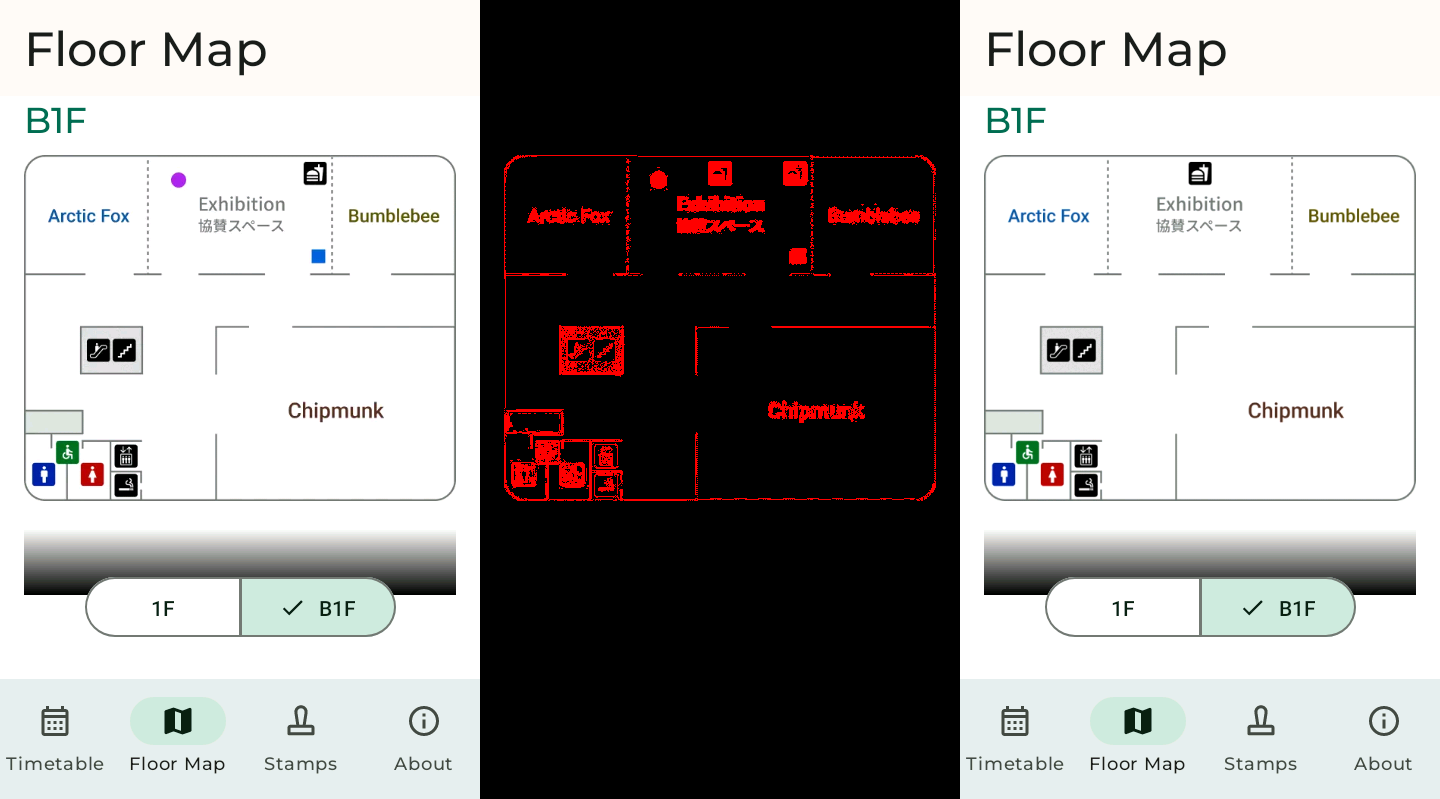 Floor Map
B1F
Arctic Fox
Exhibition
協賛スペース
Bumblebee
Chipmunk
1F
B1F
Timetable
Floor Map
Stamps
About
Arctic Fox
Exhibition
協賛スペース
Bumblebee
Chipmunk
Floor Map
B1F
Arctic Fox
Exhibition
協賛スペース
Bumblebee
Chipmunk
1F
B1F
Timetable
Floor Map
Stamps
About